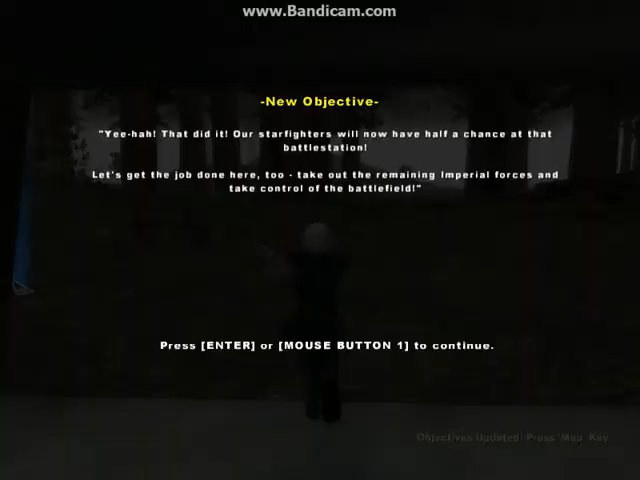 www.Bandicam.com
-New Objective-
"Yee-hah! That did it! Our starfighters will now have half a chance at that
battlestation!
Let's get the job done here, too - take out the remaining Imperial forces and
take control of the battlefield!"
Press [ENTER] or [MOUSE BUTTON 1] to continue.
Objectives Updated! Press 'Map' Key